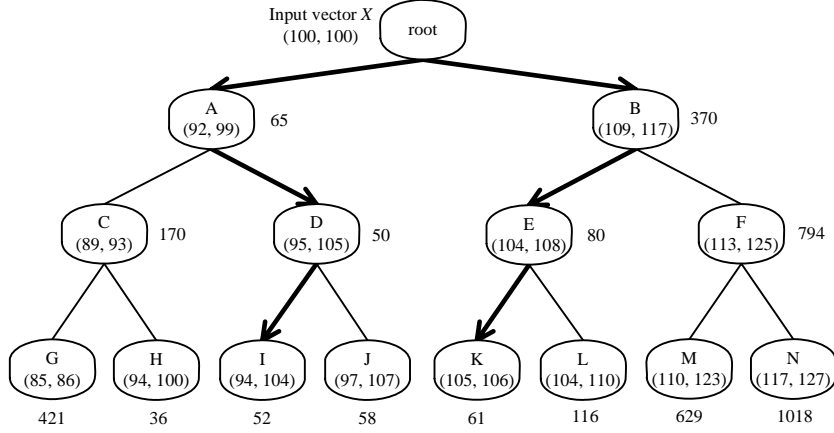 Input vector X
(100, 100)
root
A
(92, 99)
65
B
(109, 117)
370
C
(89, 93)
170
D
(95, 105)
50
E
(104, 108)
80
F
(113, 125)
794
G
(85, 86)
H
(94, 100)
I
(94, 104)
J
(97, 107)
K
(105, 106)
L
(104, 110)
M
(110, 123)
N
(117, 127)
421
36
52
58
61
116
629
1018